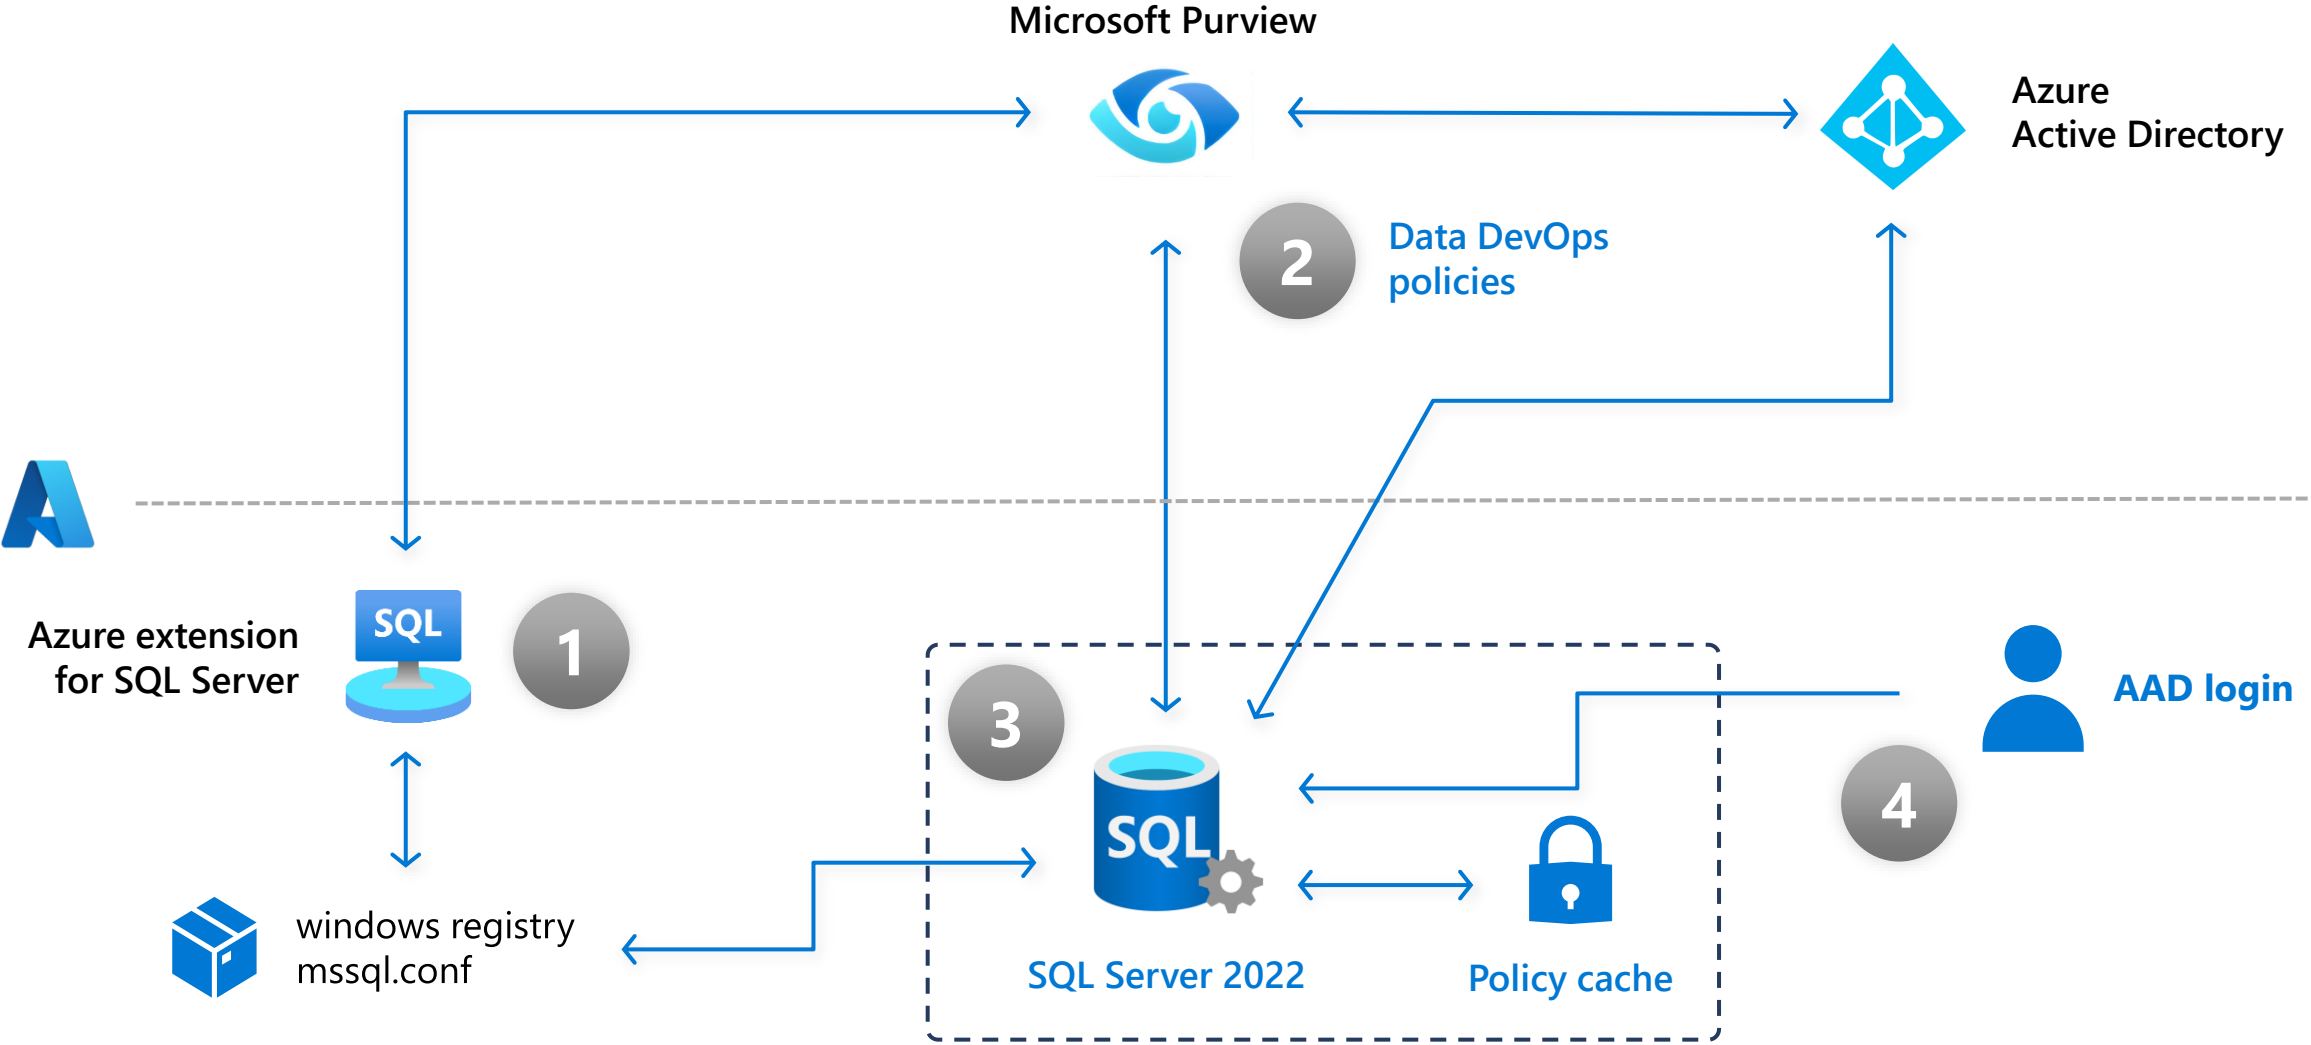 Microsoft Purview
Azure
Active Directory
2
Data DevOps
policies
Azure extension
for SQL Server
SQL
1
3
AAD login
4
SQL
windows registry
mssql.conf
SQL Server 2022
Policy cache